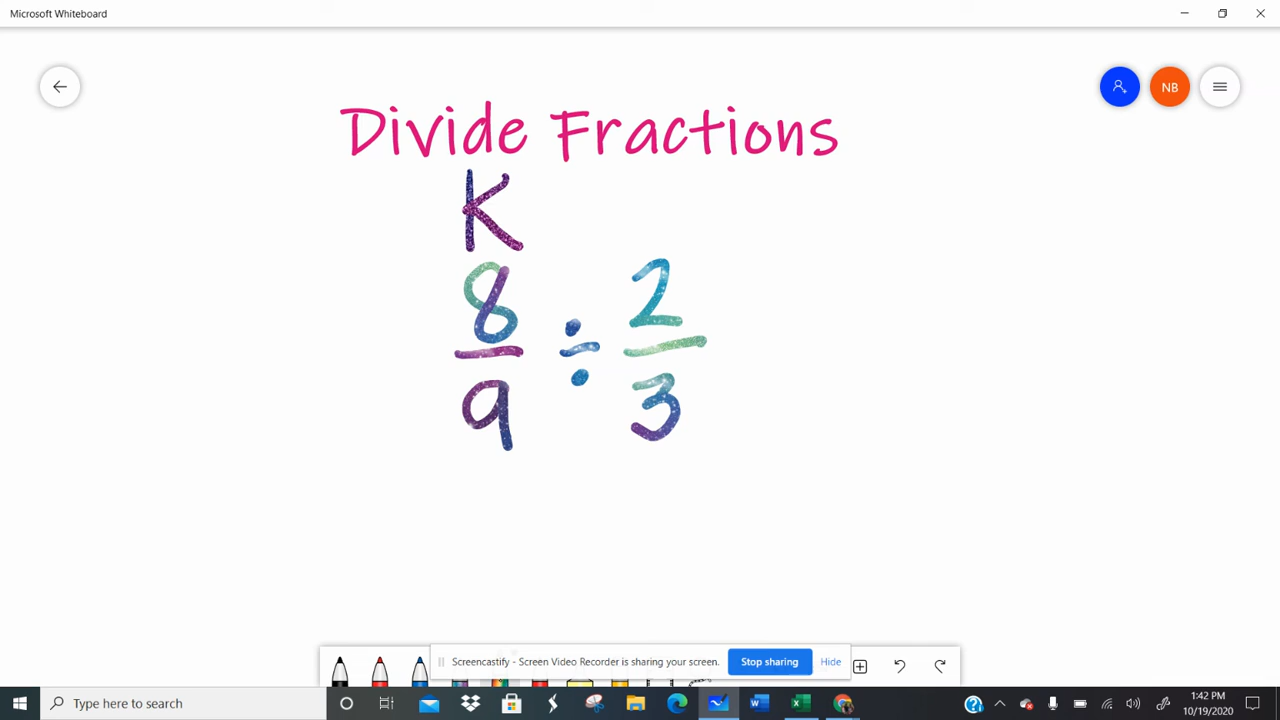 Microsoft Whiteboard
NB
Divide Fractions
K
8/9 ÷ 2/3
Screencastify - Screen Video Recorder is sharing your screen. Stop sharing Hide
Type here to search
1:42 PM
10/19/2020